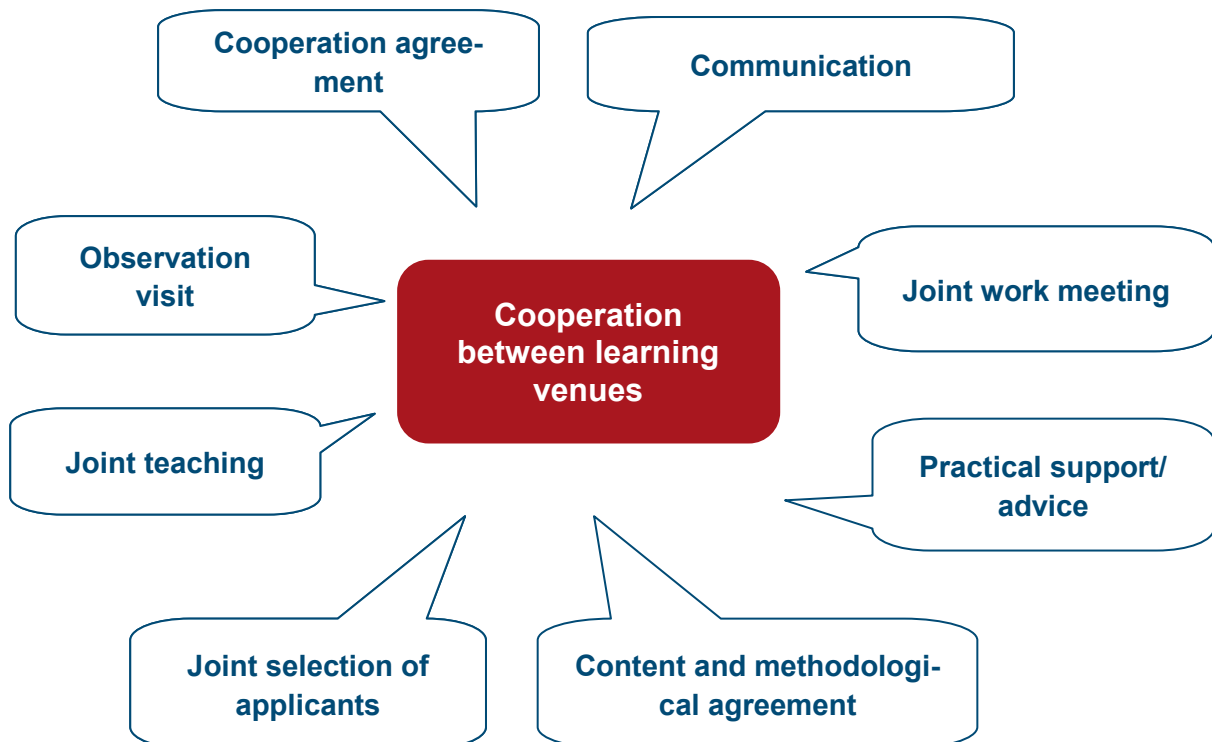 Cooperation agree-
ment
Communication
Observation
visit
Cooperation
between learning
venues
Joint work meeting
Joint teaching
Practical support/
advice
Joint selection of
applicants
Content and methodologi-
cal agreement